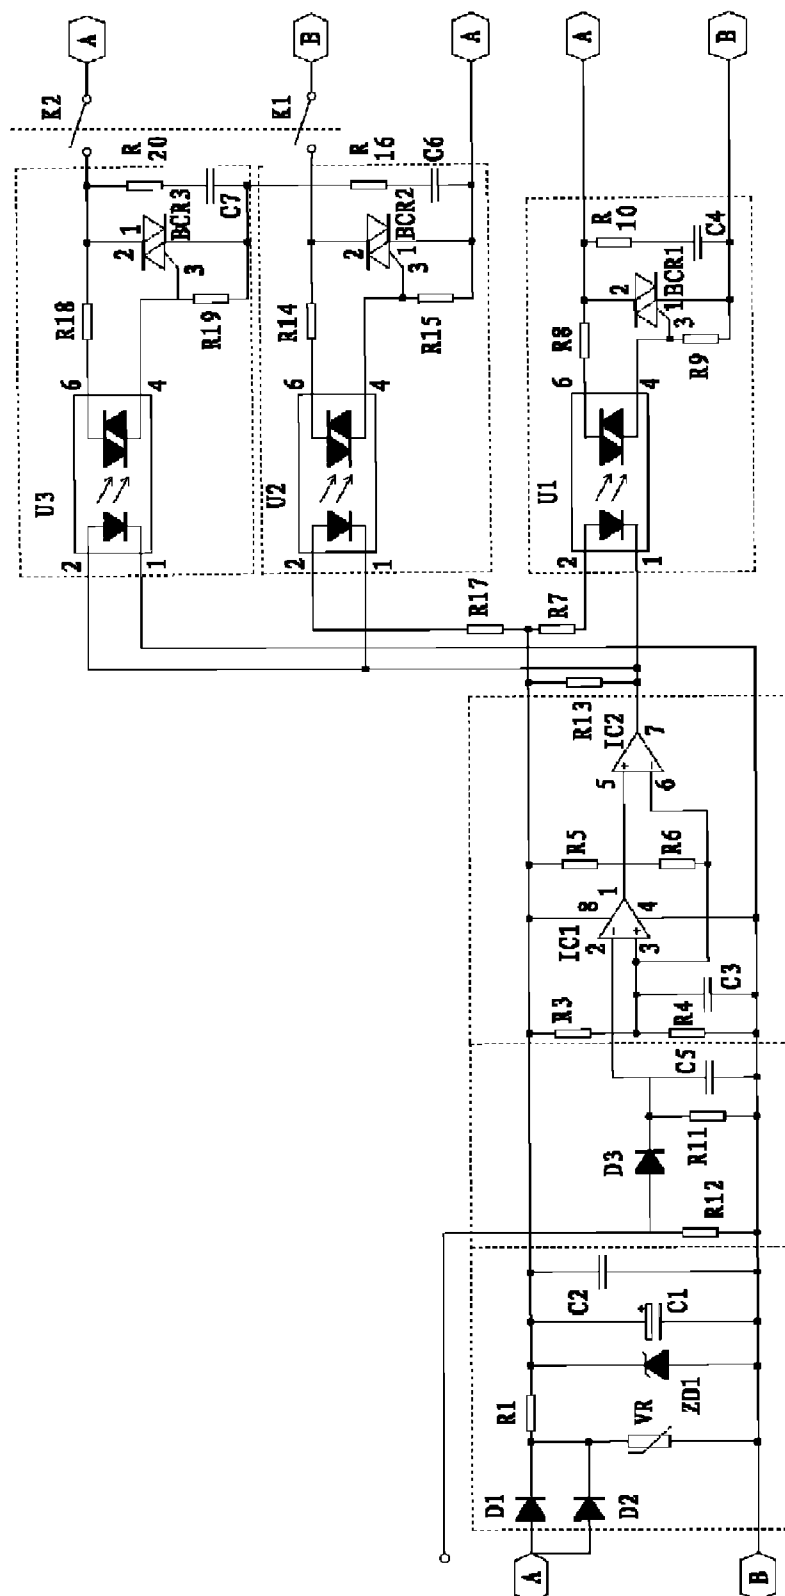 A
B
A
A
B
K2
K1
R
20
C7
R
16
C6
R
10
C4
1
BCR3
2
3
BCR2
2
1
3
2
1
BCR1
3
R18
R19
R14
R15
R8
R9
6
4
6
4
6
4
U3
U2
U1
2
1
2
1
2
1
R17
R7
R13
IC2
7
+
−
5
6
R5
R6
8
1
4
IC1
−
+
2
3
R3
R4
C3
C5
D3
R11
R12
C2
+
C1
R1
VR
ZD1
D1
D2
A
B